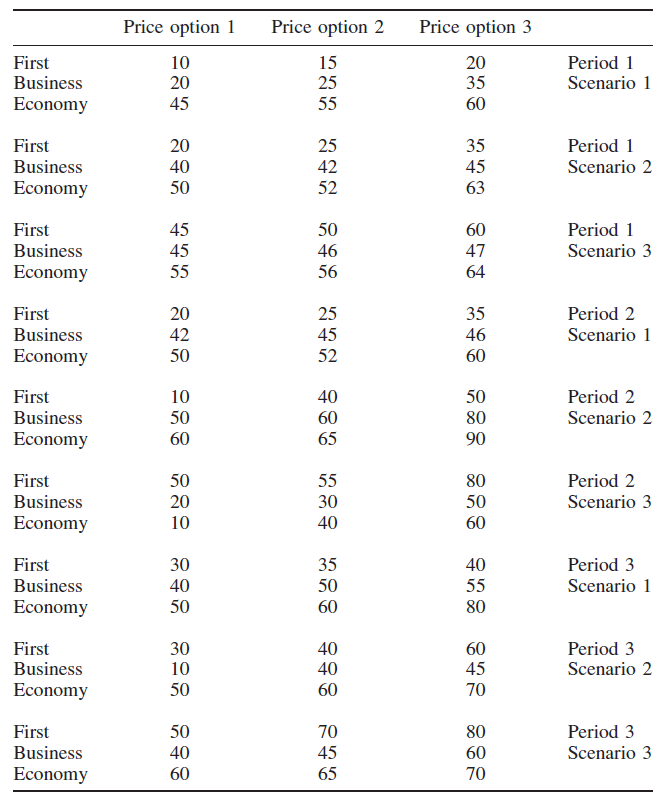 Price option 1 Price option 2 Price option 3
First 10 15 20 Period 1
Business 20 25 35 Scenario 1
Economy 45 55 60
First 20 25 35 Period 1
Business 40 42 45 Scenario 2
Economy 50 52 63
First 45 50 60 Period 1
Business 45 46 47 Scenario 3
Economy 55 56 64
First 20 25 35 Period 2
Business 42 45 46 Scenario 1
Economy 50 52 60
First 10 40 50 Period 2
Business 50 60 80 Scenario 2
Economy 60 65 90
First 50 55 80 Period 2
Business 20 30 50 Scenario 3
Economy 10 40 60
First 30 35 40 Period 3
Business 40 50 55 Scenario 1
Economy 50 60 80
First 30 40 60 Period 3
Business 10 40 45 Scenario 2
Economy 50 60 70
First 50 70 80 Period 3
Business 40 45 60 Scenario 3
Economy 60 65 70